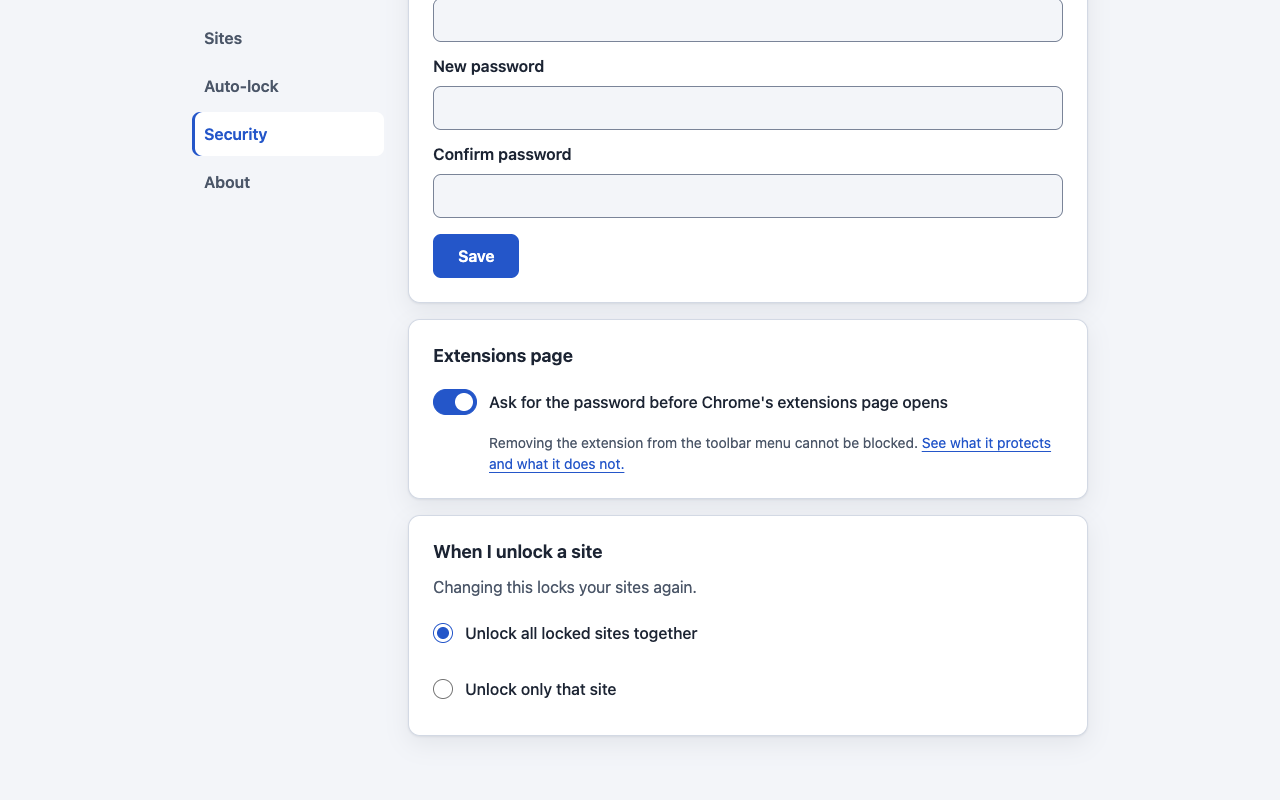 Sites
Auto-lock
Security
About
New password
Confirm password
Save
Extensions page
Ask for the password before Chrome's extensions page opens
Removing the extension from the toolbar menu cannot be blocked. See what it protects
and what it does not.
When I unlock a site
Changing this locks your sites again.
Unlock all locked sites together
Unlock only that site